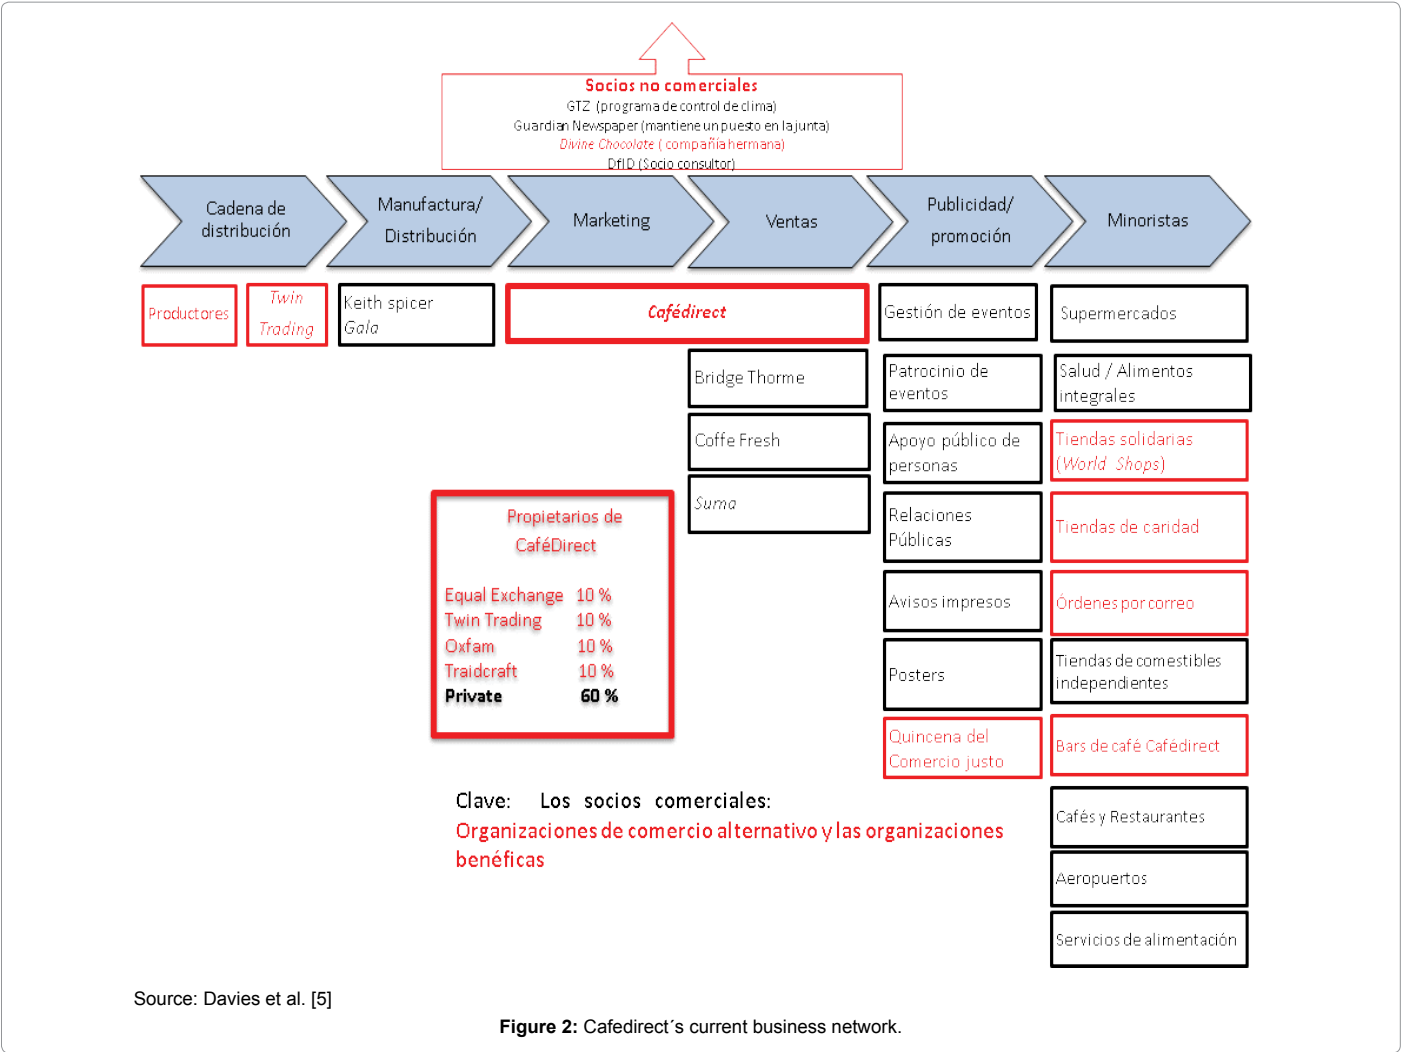 Socios no comerciales
GTZ (programa de control de clima)
Guardian Newspaper (mantiene un puesto en la junta)
Divine Chocolate ( compañía hermana)
DfID (Socio consultor)
Cadena de
distribución
Manufactura/
Distribución
Marketing
Ventas
Publicidad/
promoción
Minoristas
Productores
Twin
Trading
Keith spicer
Gala
Cafédirect
Gestión de eventos
Supermercados
Bridge Thorme
Patrocinio de
eventos
Salud / Alimentos
integrales
Coffe Fresh
Apoyo público de
personas
Tiendas solidarias
(World Shops)
Suma
Relaciones
Públicas
Tiendas de caridad
Propietarios de
CaféDirect
Equal Exchange 10 %
Twin Trading 10 %
Oxfam 10 %
Traidcraft 10 %
Private 60 %
Avisos impresos
Órdenes por correo
Posters
Tiendas de comestibles
independientes
Quincena del
Comercio justo
Bars de café Cafédirect
Clave: Los socios comerciales:
Organizaciones de comercio alternativo y las organizaciones
benéficas
Cafés y Restaurantes
Aeropuertos
Servicios de alimentación
Source: Davies et al. [5]
Figure 2: Cafedirect´s current business network.